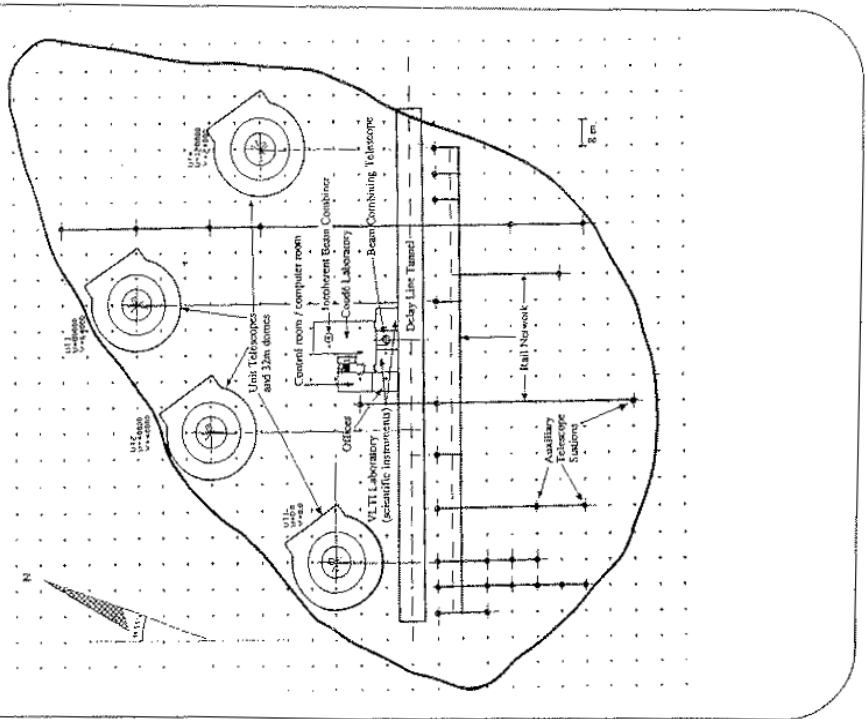 Unit Telescopes
and 32m domes
Control room / computer room
Incoherent Beam Combiner
Coudé Laboratory
Beam Combining Telescope
Delay Line Tunnel
Offices
VLTI Laboratory
(scientific instruments)
Rail Network
Auxiliary
Telescope
Stations
8 m
N